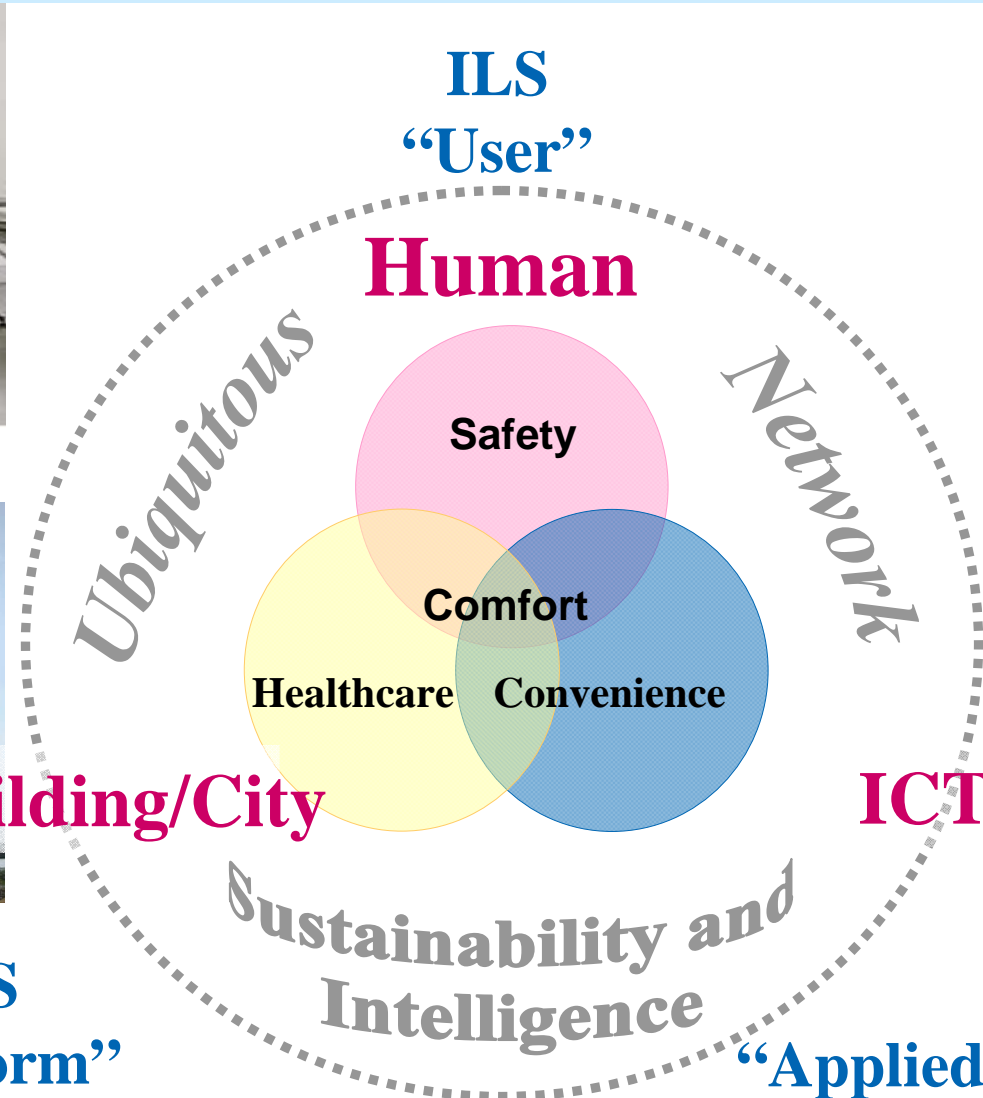 ILS
“User”
Human
Ubiquitous
Network
Safety
Comfort
Healthcare
Convenience
ilding/City
ICT
Sustainability and
Intelligence
S
orm”
“Applied